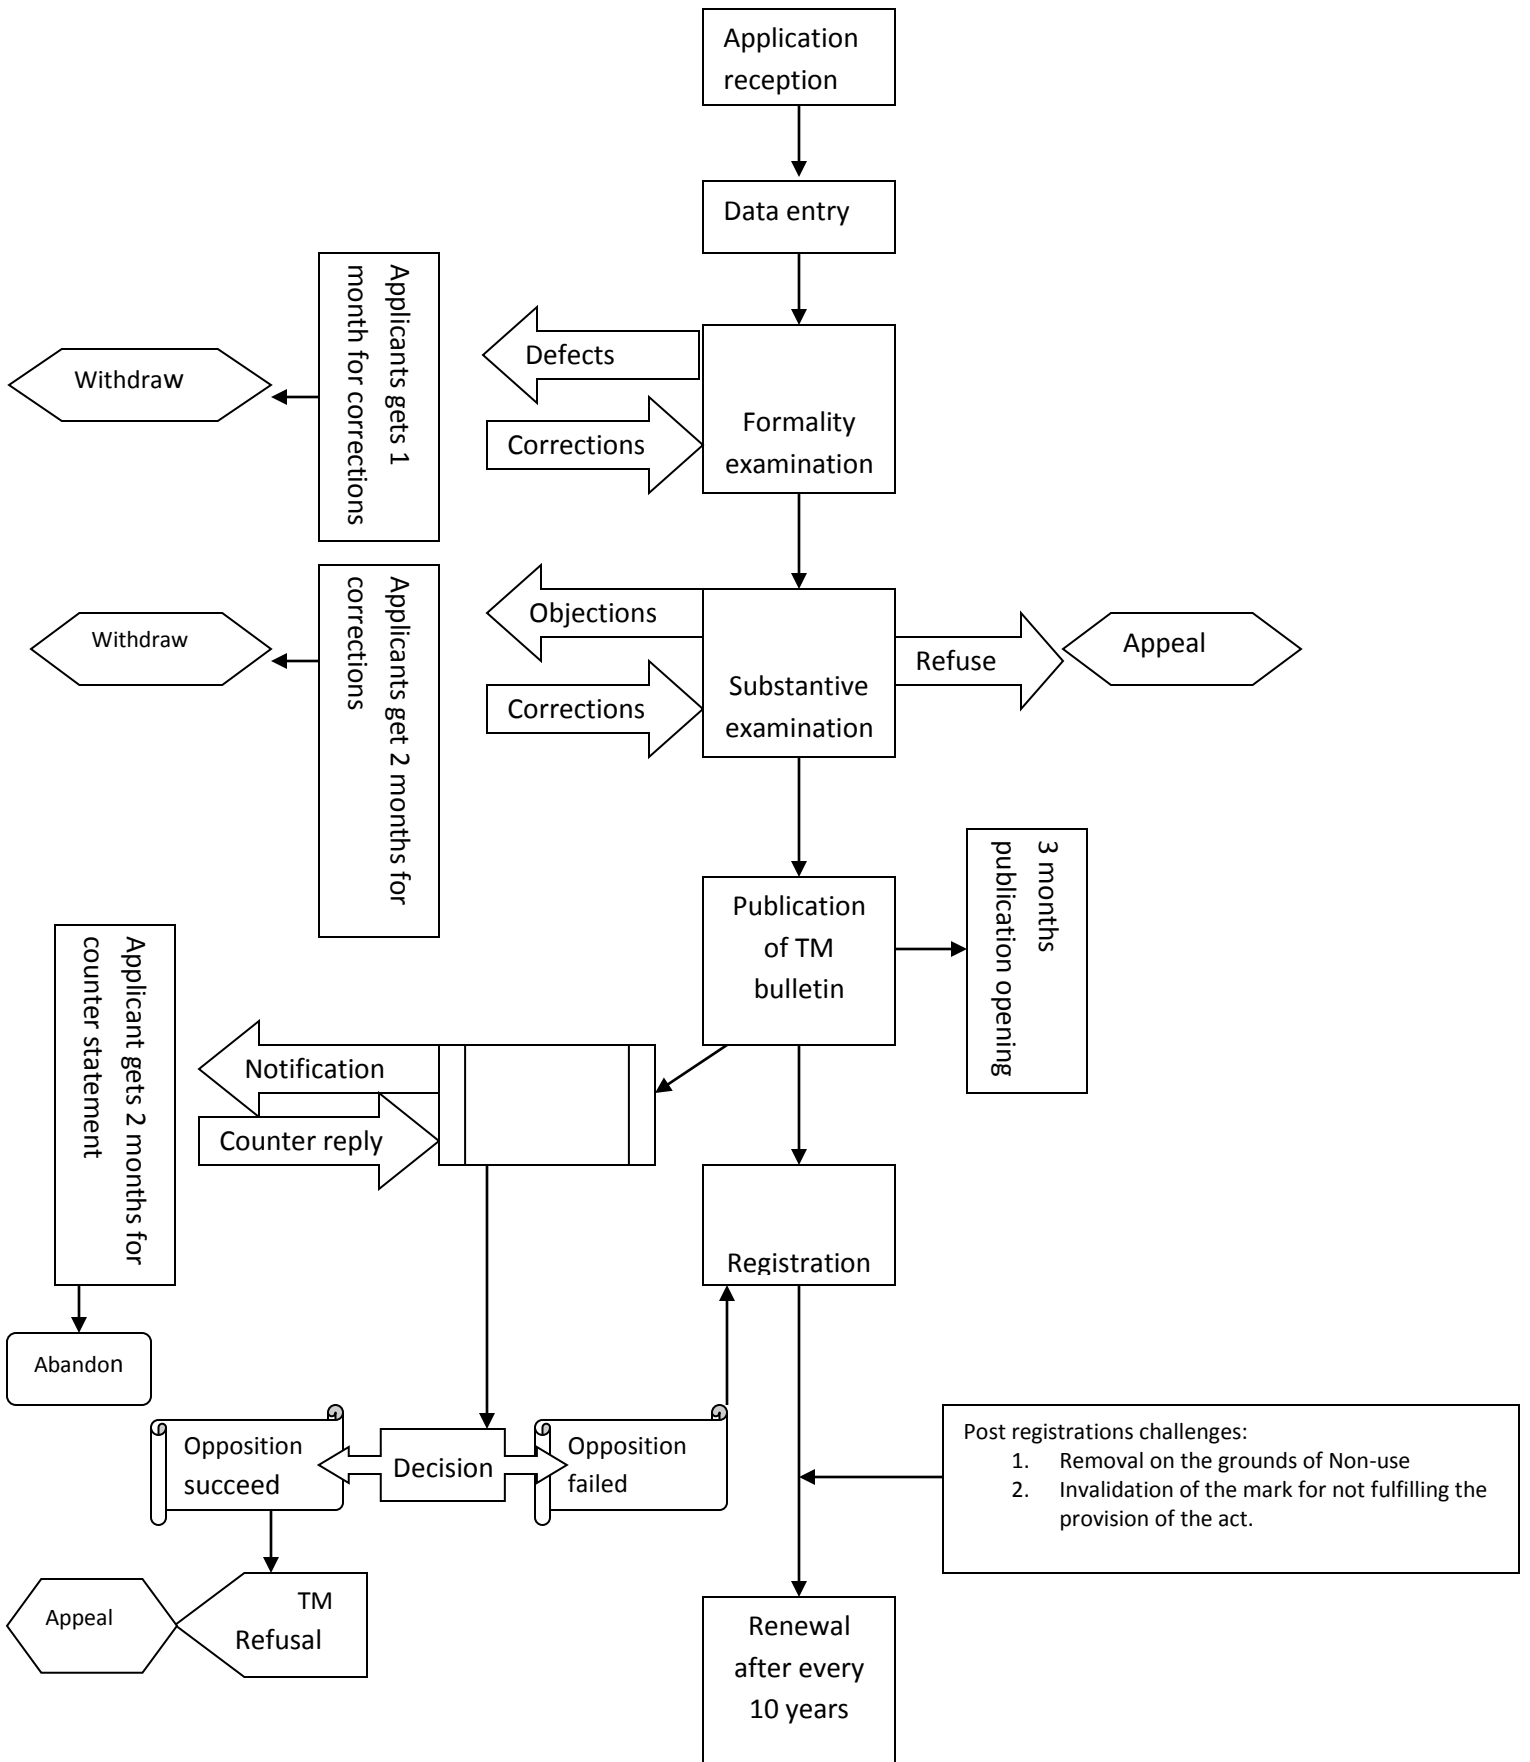 Application
reception
Data entry
Applicants gets 1
month for corrections
Defects
Withdraw
Formality
examination
Corrections
Applicants get 2 months for
corrections
Objections
Withdraw
Appeal
Refuse
Substantive
examination
Corrections
3 months
publication opening
Publication
of TM
bulletin
Applicant gets 2 months for
counter statement
Notification
Counter reply
Registration
Abandon
Opposition
succeed
Decision
Opposition
failed
Post registrations challenges:
1. Removal on the grounds of Non-use
2. Invalidation of the mark for not fulfilling the
provision of the act.
Appeal
TM
Refusal
Renewal
after every
10 years